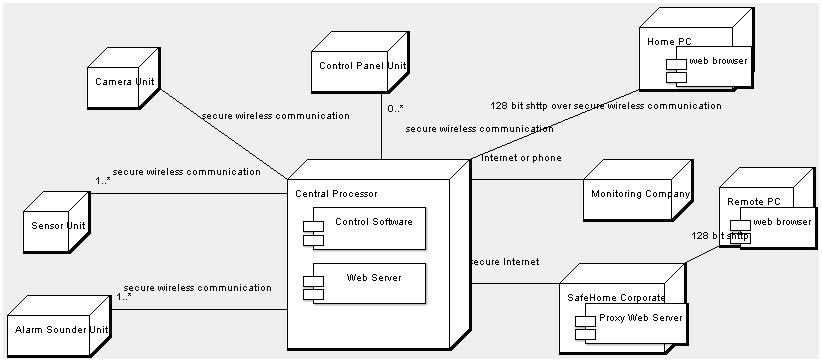 Home PC
web browser
Control Panel Unit
Camera Unit
0..*
128 bit shttp over secure wireless communication
secure wireless communication
secure wireless communication
Internet or phone
secure wireless communication
1..*
Central Processor
Monitoring Company
Remote PC
Control Software
web browser
Sensor Unit
128 bit shttp
secure Internet
Web Server
secure wireless communication
1..*
SafeHome Corporate
Proxy Web Server
Alarm Sounder Unit